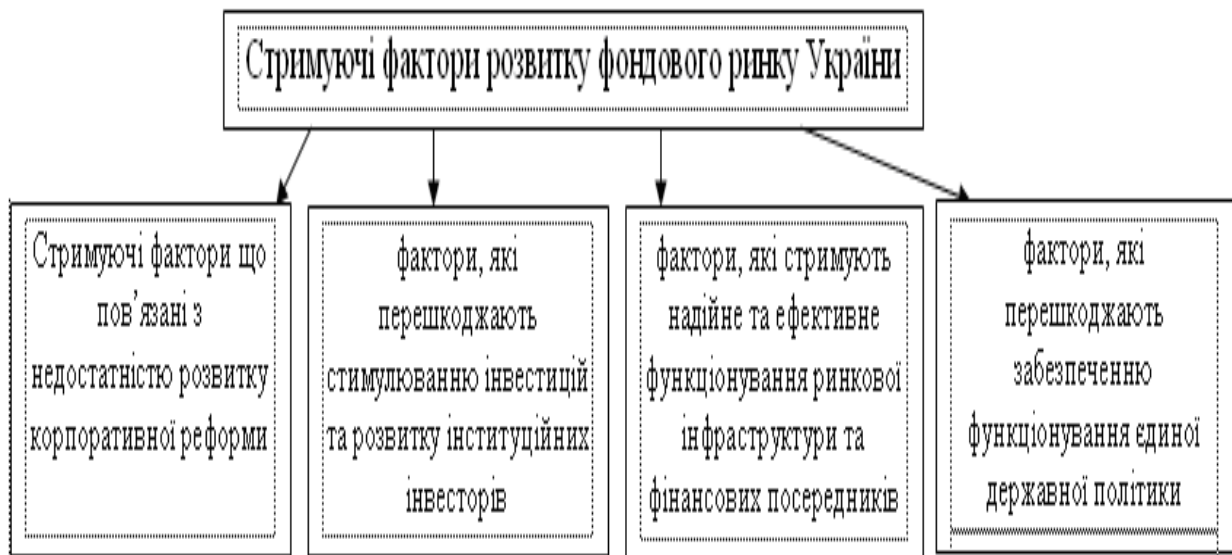 Стримуючі фактори розвитку фондового ринку України
Стримуючі фактори що
пов’язані з
недостатністю розвитку
корпоративної реформи
фактори, які
перешкоджають
стимулюванню інвестицій
та розвитку інституційних
інвесторів
фактори, які стримують
надійне та ефективне
функціонування ринкової
інфраструктури та
фінансових посередників
фактори, які
перешкоджають
забезпеченню
функціонування єдиної
державної політики